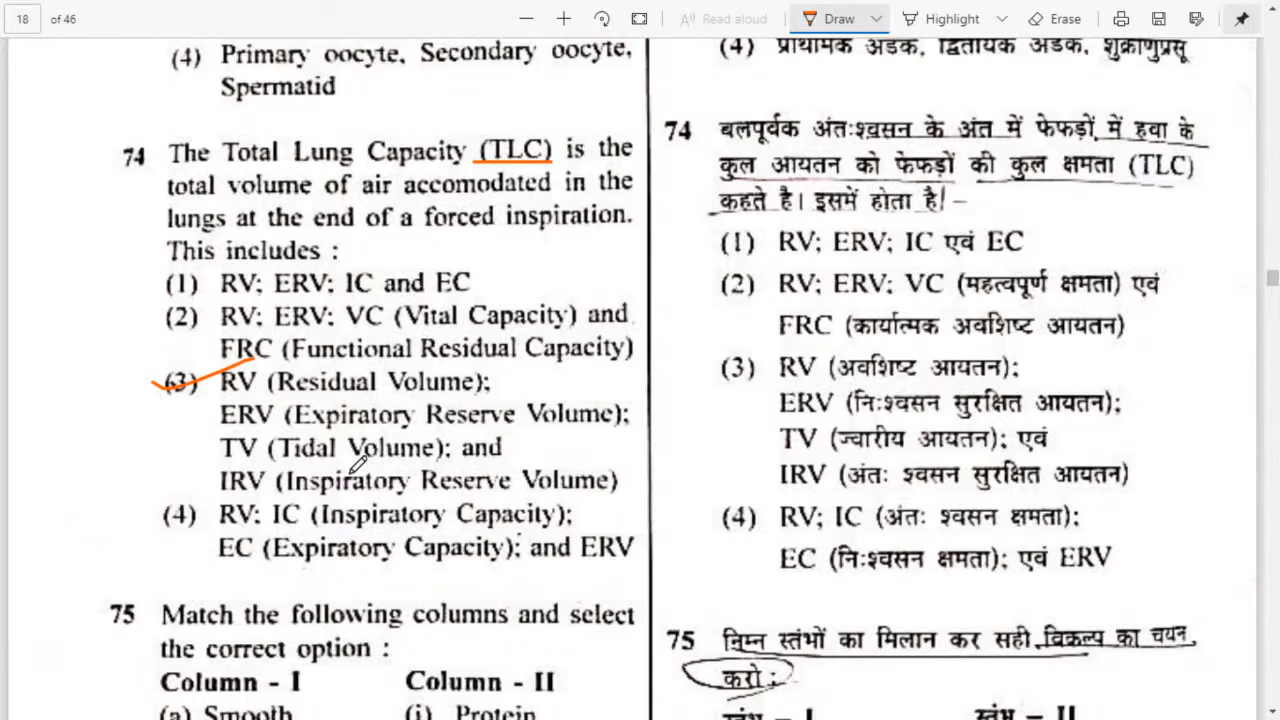 18 of 46
Read aloud
Draw
Highlight
Erase
(4) Primary oocyte, Secondary oocyte,
Spermatid
74 The Total Lung Capacity (TLC) is the
total volume of air accomodated in the
lungs at the end of a forced inspiration.
This includes :
(1) RV; ERV; IC and EC
(2) RV; ERV; VC (Vital Capacity) and
FRC (Functional Residual Capacity)
(3) RV (Residual Volume);
ERV (Expiratory Reserve Volume);
TV (Tidal Volume); and
IRV (Inspiratory Reserve Volume)
(4) RV; IC (Inspiratory Capacity);
EC (Expiratory Capacity); and ERV
75 Match the following columns and select
the correct option :
Column - I Column - II
(a) Smooth (i) Protein
(4) प्राथमिक अंडक, द्वितीयक अंडक, शुक्राणुप्रसू
74 बलपूर्वक अंतःश्वसन के अंत में फेफड़ों में हवा के
कुल आयतन को फेफड़ों की कुल क्षमता (TLC)
कहते है। इसमें होता है। -
(1) RV; ERV; IC एवं EC
(2) RV; ERV; VC (महत्वपूर्ण क्षमता) एवं
FRC (कार्यात्मक अवशिष्ट आयतन)
(3) RV (अवशिष्ट आयतन);
ERV (निःश्वसन सुरक्षित आयतन);
TV (ज्वारीय आयतन); एवं
IRV (अंतः श्वसन सुरक्षित आयतन)
(4) RV; IC (अंतः श्वसन क्षमता);
EC (निःश्वसन क्षमता); एवं ERV
75 निम्न स्तंभों का मिलान कर सही विकल्प का चयन
करो :
स्तंभ - I स्तंभ - II